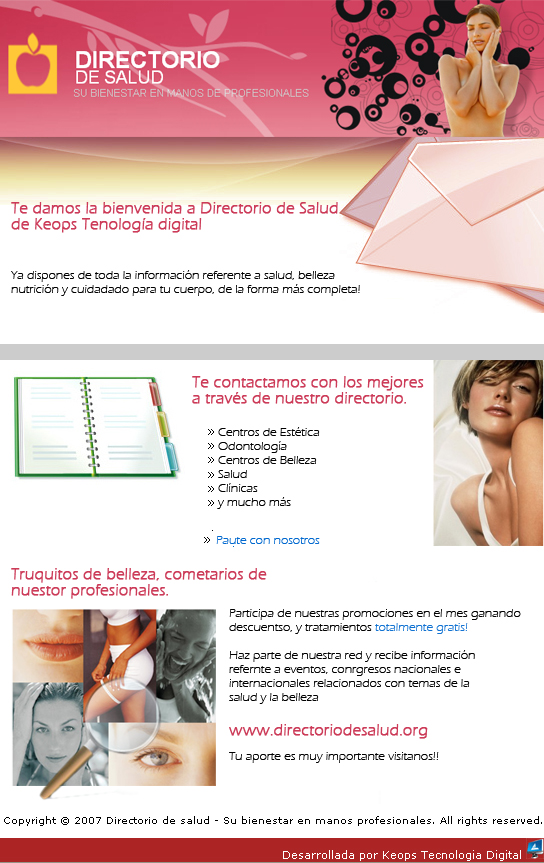 DIRECTORIO
DE SALUD
SU BIENESTAR EN MANOS DE PROFESIONALES
Te damos la bienvenida a Directorio de Salud,
de Keops Tenología digital
Ya dispones de toda la información referente a salud, belleza
nutrición y cuidadado para tu cuerpo, de la forma más completa!
Te contactamos con los mejores
a través de nuestro directorio.
» Centros de Estética
» Odontología
» Centros de Belleza
» Salud
» Clínicas
» y mucho más
» Paute con nosotros
Truquitos de belleza, cometarios de
nuestor profesionales.
Participa de nuestras promociones en el mes ganando
descuentso, y tratamientos totalmente gratis!
Haz parte de nuestra red y recibe información
refernte a eventos, conrgresos nacionales e
internacionales relacionados con temas de la
salud y la belleza
www.directoriodesalud.org
Tu aporte es muy importante visitanos!!
Copyright © 2007 Directorio de salud - Su bienestar en manos profesionales. All rights reserved.
Desarrollada por Keops Tecnologia Digital